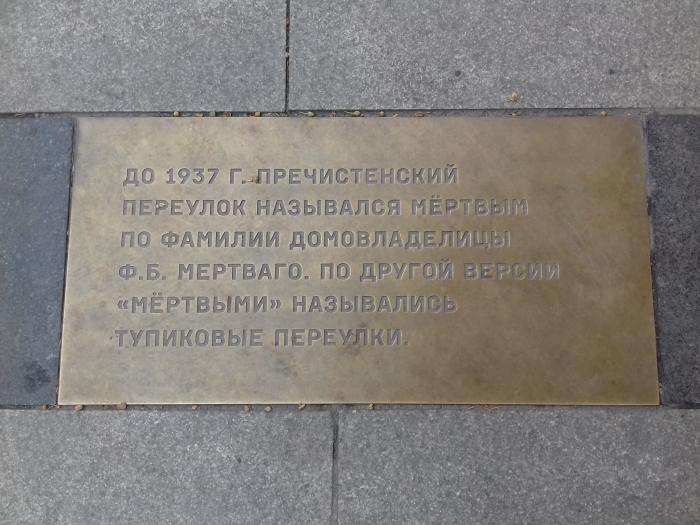 ДО 1937 Г. ПРЕЧИСТЕНСКИЙ
ПЕРЕУЛОК НАЗЫВАЛСЯ МЁРТВЫМ
ПО ФАМИЛИИ ДОМОВЛАДЕЛИЦЫ
Ф.Б. МЕРТВАГО. ПО ДРУГОЙ ВЕРСИИ
«МЁРТВЫМИ» НАЗЫВАЛИСЬ
ТУПИКОВЫЕ ПЕРЕУЛКИ.